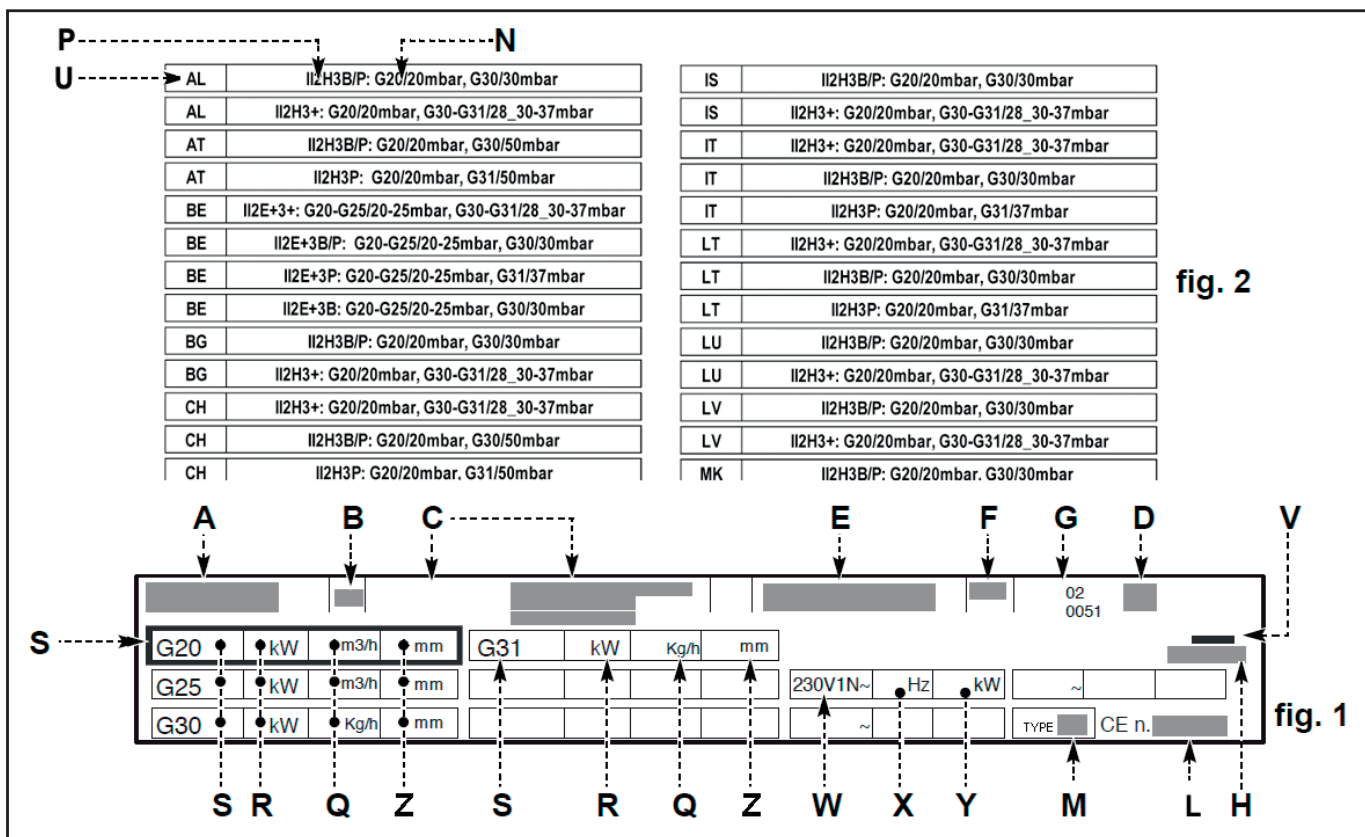 P N
U AL II2H3B/P: G20/20mbar, G30/30mbar
AL II2H3+: G20/20mbar, G30-G31/28_30-37mbar
AT II2H3B/P: G20/20mbar, G30/50mbar
AT II2H3P: G20/20mbar, G31/50mbar
BE II2E+3+: G20-G25/20-25mbar, G30-G31/28_30-37mbar
BE II2E+3B/P: G20-G25/20-25mbar, G30/30mbar
BE II2E+3P: G20-G25/20-25mbar, G31/37mbar
BE II2E+3B: G20-G25/20-25mbar, G30/30mbar
BG II2H3B/P: G20/20mbar, G30/30mbar
BG II2H3+: G20/20mbar, G30-G31/28_30-37mbar
CH II2H3+: G20/20mbar, G30-G31/28_30-37mbar
CH II2H3B/P: G20/20mbar, G30/50mbar
CH II2H3P: G20/20mbar, G31/50mbar
IS II2H3B/P: G20/20mbar, G30/30mbar
IS II2H3+: G20/20mbar, G30-G31/28_30-37mbar
IT II2H3+: G20/20mbar, G30-G31/28_30-37mbar
IT II2H3B/P: G20/20mbar, G30/30mbar
IT II2H3P: G20/20mbar, G31/37mbar
LT II2H3+: G20/20mbar, G30-G31/28_30-37mbar
LT II2H3B/P: G20/20mbar, G30/30mbar
LT II2H3P: G20/20mbar, G31/37mbar
LU II2H3B/P: G20/20mbar, G30/30mbar
LU II2H3+: G20/20mbar, G30-G31/28_30-37mbar
LV II2H3B/P: G20/20mbar, G30/30mbar
LV II2H3+: G20/20mbar, G30-G31/28_30-37mbar
MK II2H3B/P: G20/20mbar, G30/30mbar
fig. 2
A B C E F G D V
02
0051
S G20 kW m3/h mm G31 kW Kg/h mm
G25 kW m3/h mm 230V1N~ Hz kW ~
G30 kW Kg/h mm ~ TYPE CE n.
fig. 1
S R Q Z S R Q Z W X Y M L H